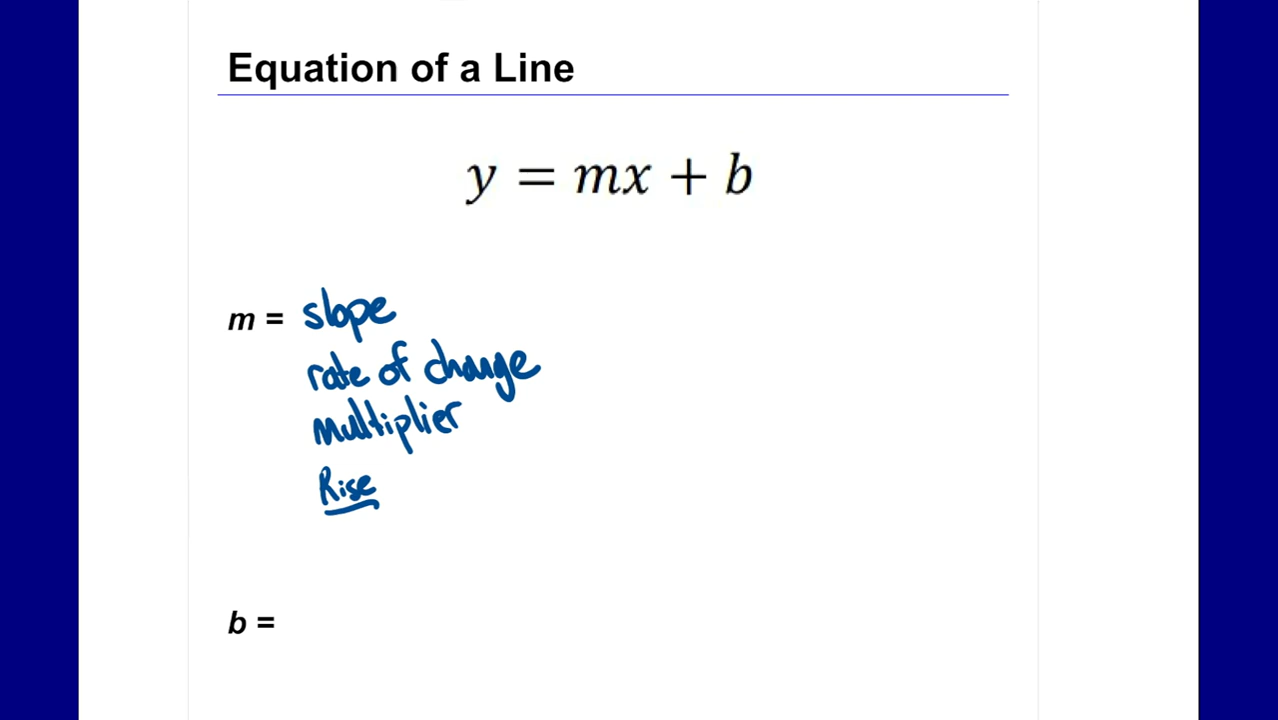 Equation of a Line
y = mx + b
m = slope
rate of change
multiplier
Rise
b =